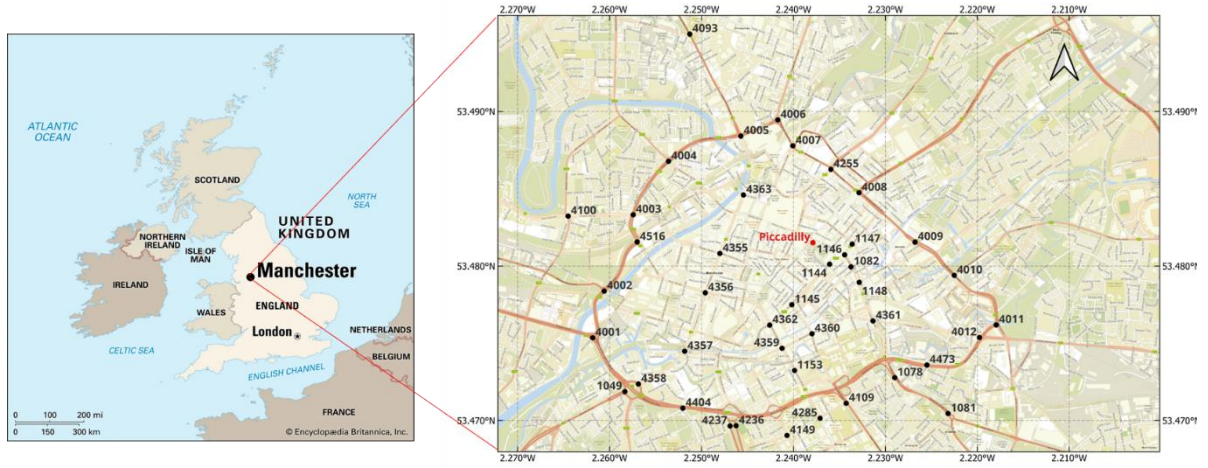 ATLANTIC
OCEAN
SCOTLAND
NORTH
SEA
UNITED
KINGDOM
NORTHERN
IRELAND
ISLE OF
MAN
Manchester
IRELAND
ENGLAND
WALES
London
NETHERLANDS
CELTIC SEA
BELGIUM
ENGLISH CHANNEL
FRANCE
0 100 200 mi
0 150 300 km
© Encyclopædia Britannica, Inc.
2.270°W 2.260°W 2.250°W 2.240°W 2.230°W 2.220°W 2.210°W
4093
53.490°N 53.490°N
4006
4005
4007
4004
4255
4008
4363
4100
4003
Piccadilly
4516
1147
4009
4355
1146
1082
53.480°N 53.480°N
1144
4010
4002
4356
1148
1145
4362
4361
4011
4001
4360
4012
4357
4359
4473
1153
1078
1049
4358
4404
4109
1081
53.470°N 53.470°N
4285
4237
4236
4149
2.270°W 2.260°W 2.250°W 2.240°W 2.230°W 2.220°W 2.210°W